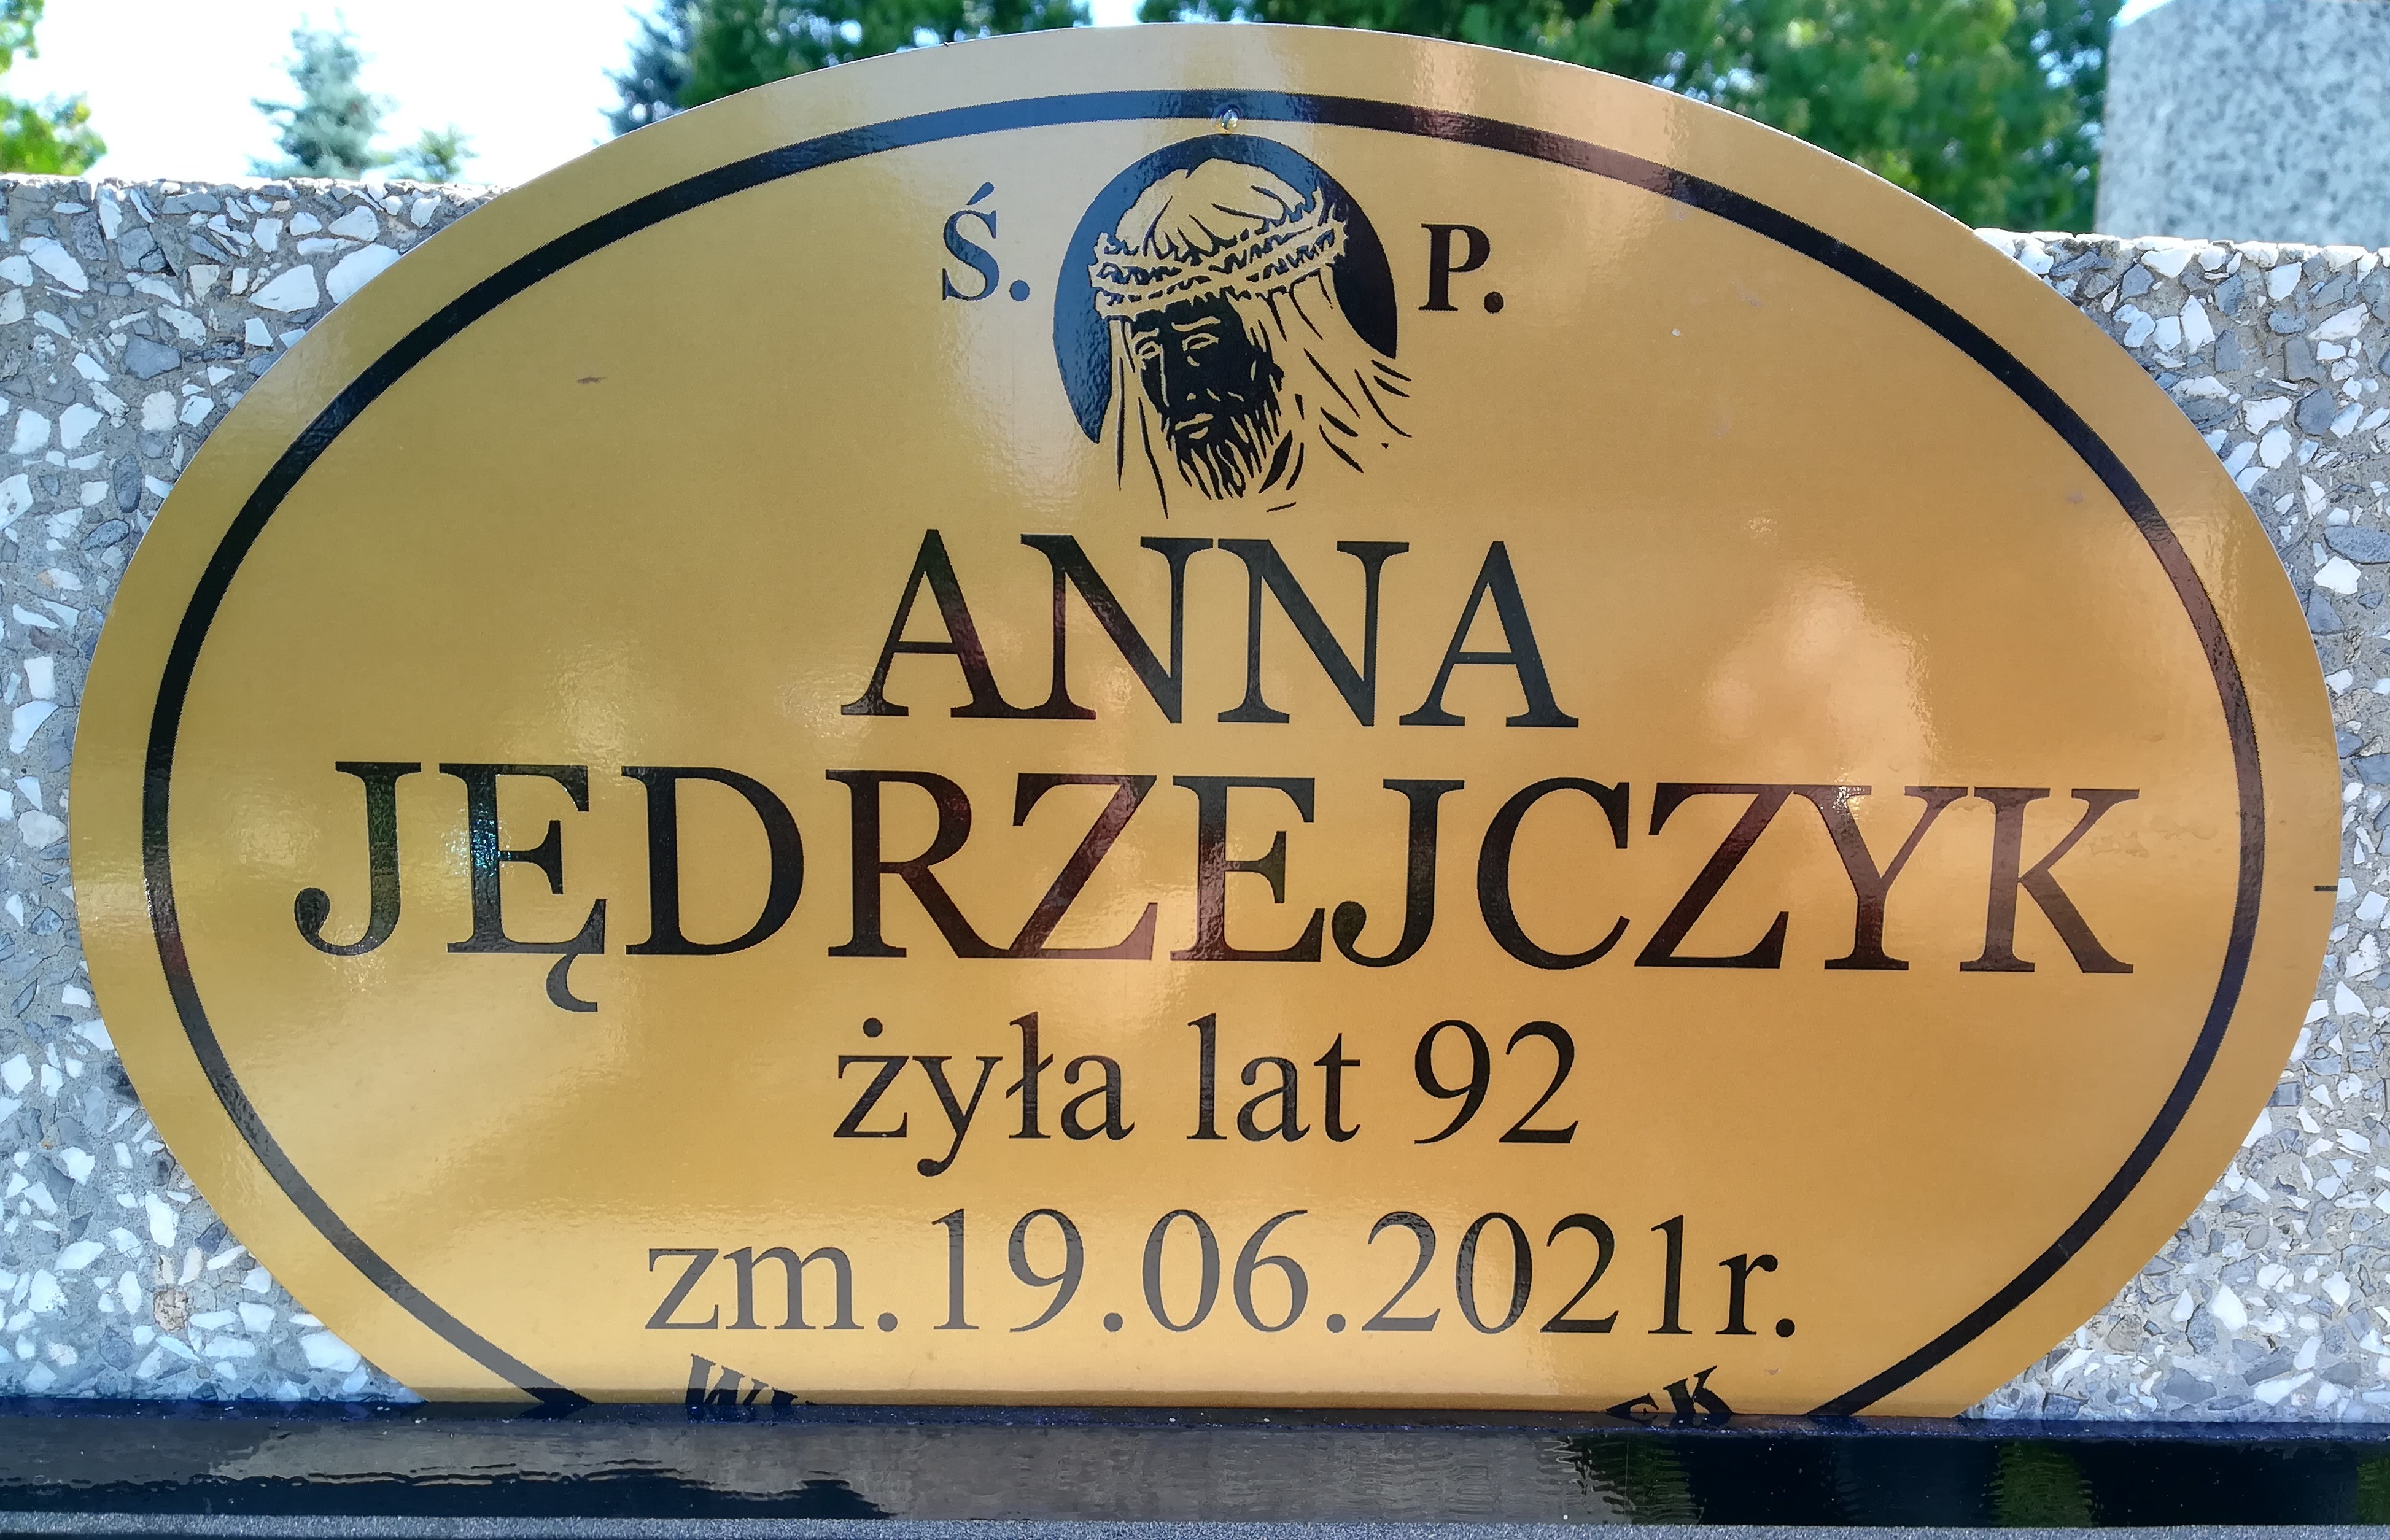 Ś. P.
ANNA
JĘDRZEJCZYK
żyła lat 92
zm.19.06.2021r.